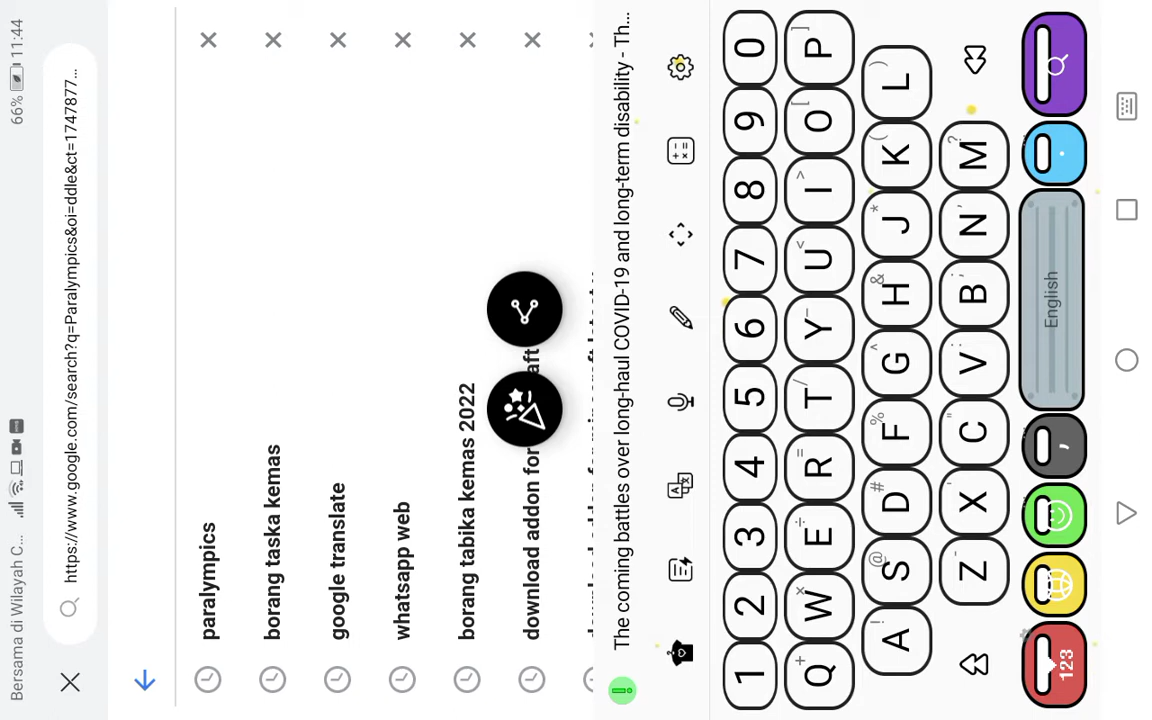 Bersama di Wilayah C... 66% 11:44
https://www.google.com/search?q=Paralympics&oi=ddle&ct=1747877...
paralympics
borang taska kemas
google translate
whatsapp web
borang tabika kemas 2022
download addon for
aft
The coming battles over long-haul COVID-19 and long-term disability - Th...
1 2 3 4 5 6 7 8 9 0
Q W E R T Y U I O P
+ × ÷ = / _ < > [ ]
A S D F G H J K L
! @ # % ^ & * ( )
Z X C V B N M
- ' " : ; , ?
123 , English .